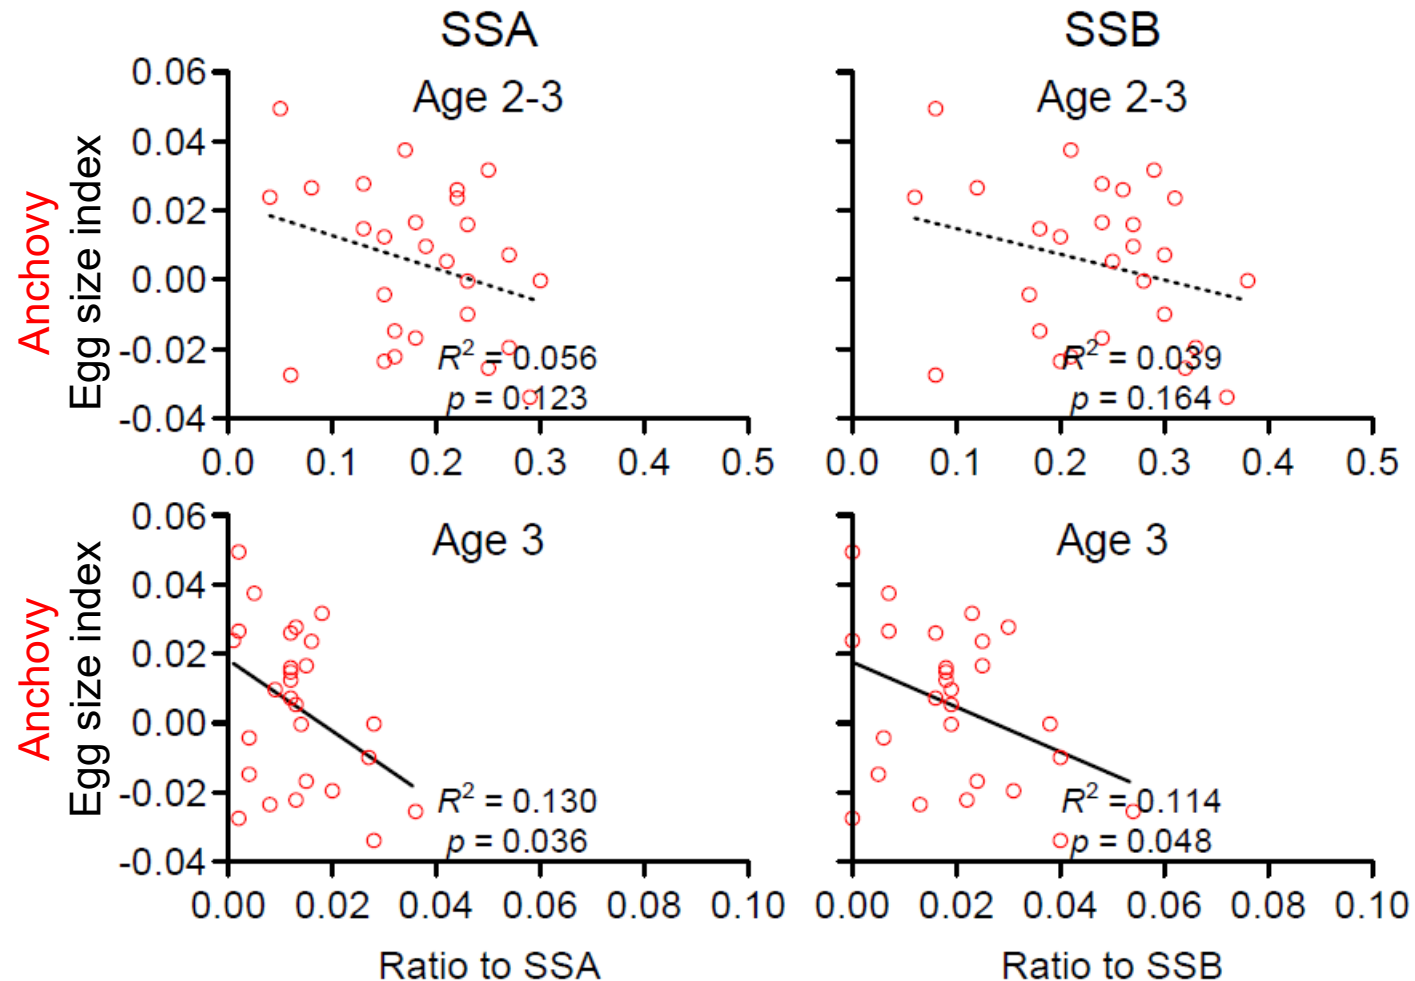 SSA
SSB
Age 2-3
Age 2-3
Anchovy
Egg size index
0.06
0.04
0.02
0.00
-0.02
-0.04
R² = 0.056
p = 0.123
R² = 0.039
p = 0.164
0.0 0.1 0.2 0.3 0.4 0.5
0.0 0.1 0.2 0.3 0.4 0.5
Age 3
Age 3
Anchovy
Egg size index
0.06
0.04
0.02
0.00
-0.02
-0.04
R² = 0.130
p = 0.036
R² = 0.114
p = 0.048
0.00 0.02 0.04 0.06 0.08 0.10
0.00 0.02 0.04 0.06 0.08 0.10
Ratio to SSA
Ratio to SSB